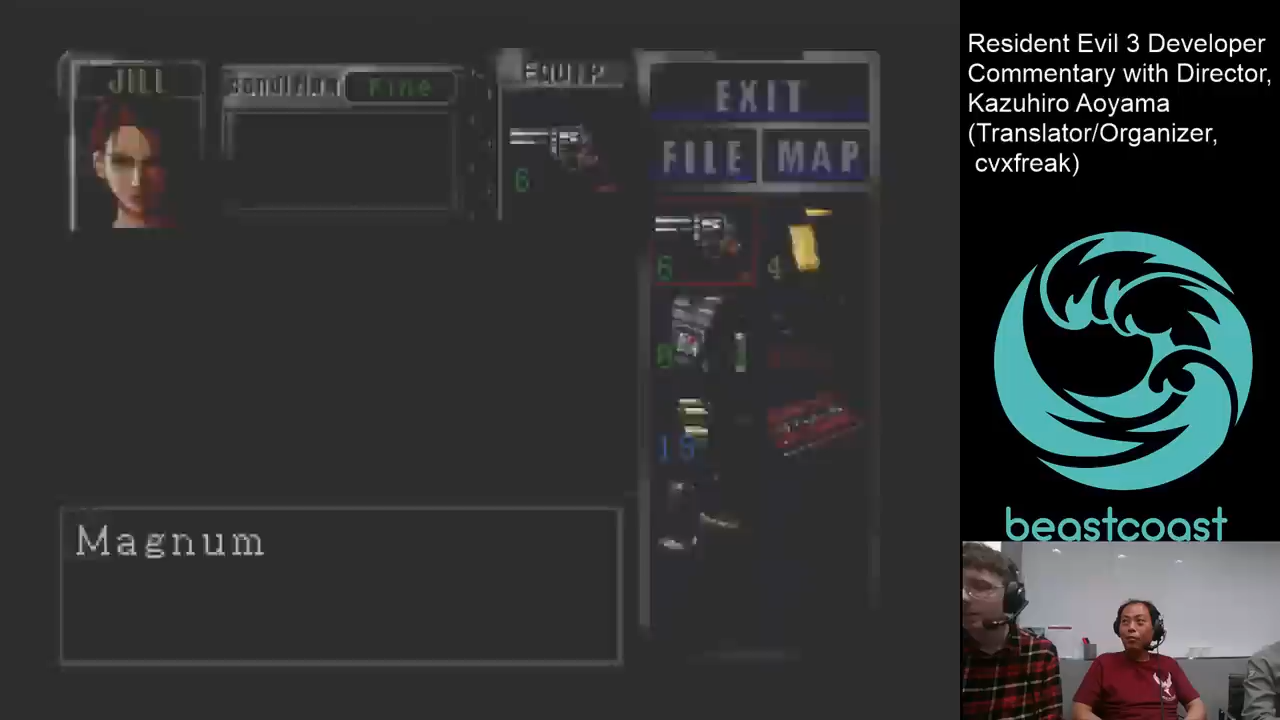 JILL
Condition
Fine
EQUIP
6
EXIT
FILE
MAP
6
4
18
Magnum
Resident Evil 3 Developer
Commentary with Director,
Kazuhiro Aoyama
(Translator/Organizer,
cvxfreak)
beastcoast